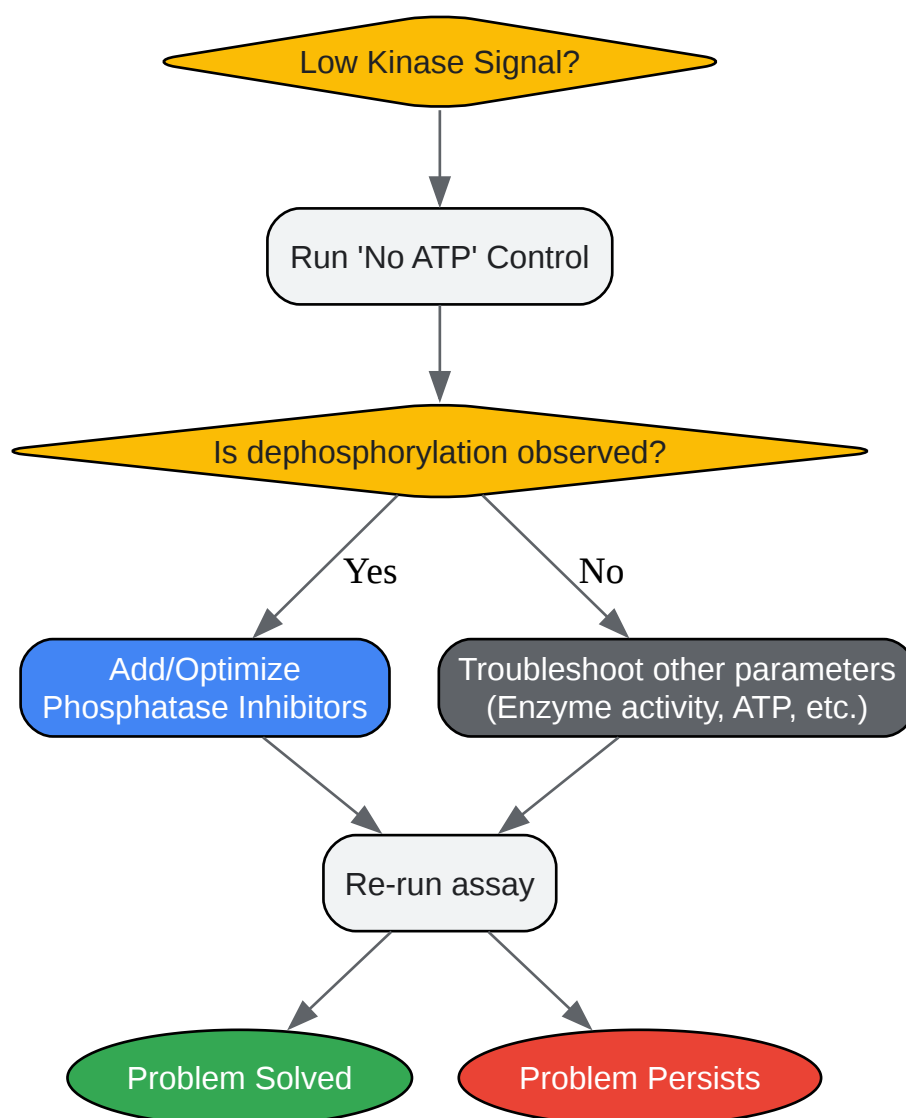 Low Kinase Signal?
Run 'No ATP' Control
Is dephosphorylation observed?
Yes
No
Add/Optimize
Phosphatase Inhibitors
Troubleshoot other parameters
(Enzyme activity, ATP, etc.)
Re-run assay
Problem Solved
Problem Persists